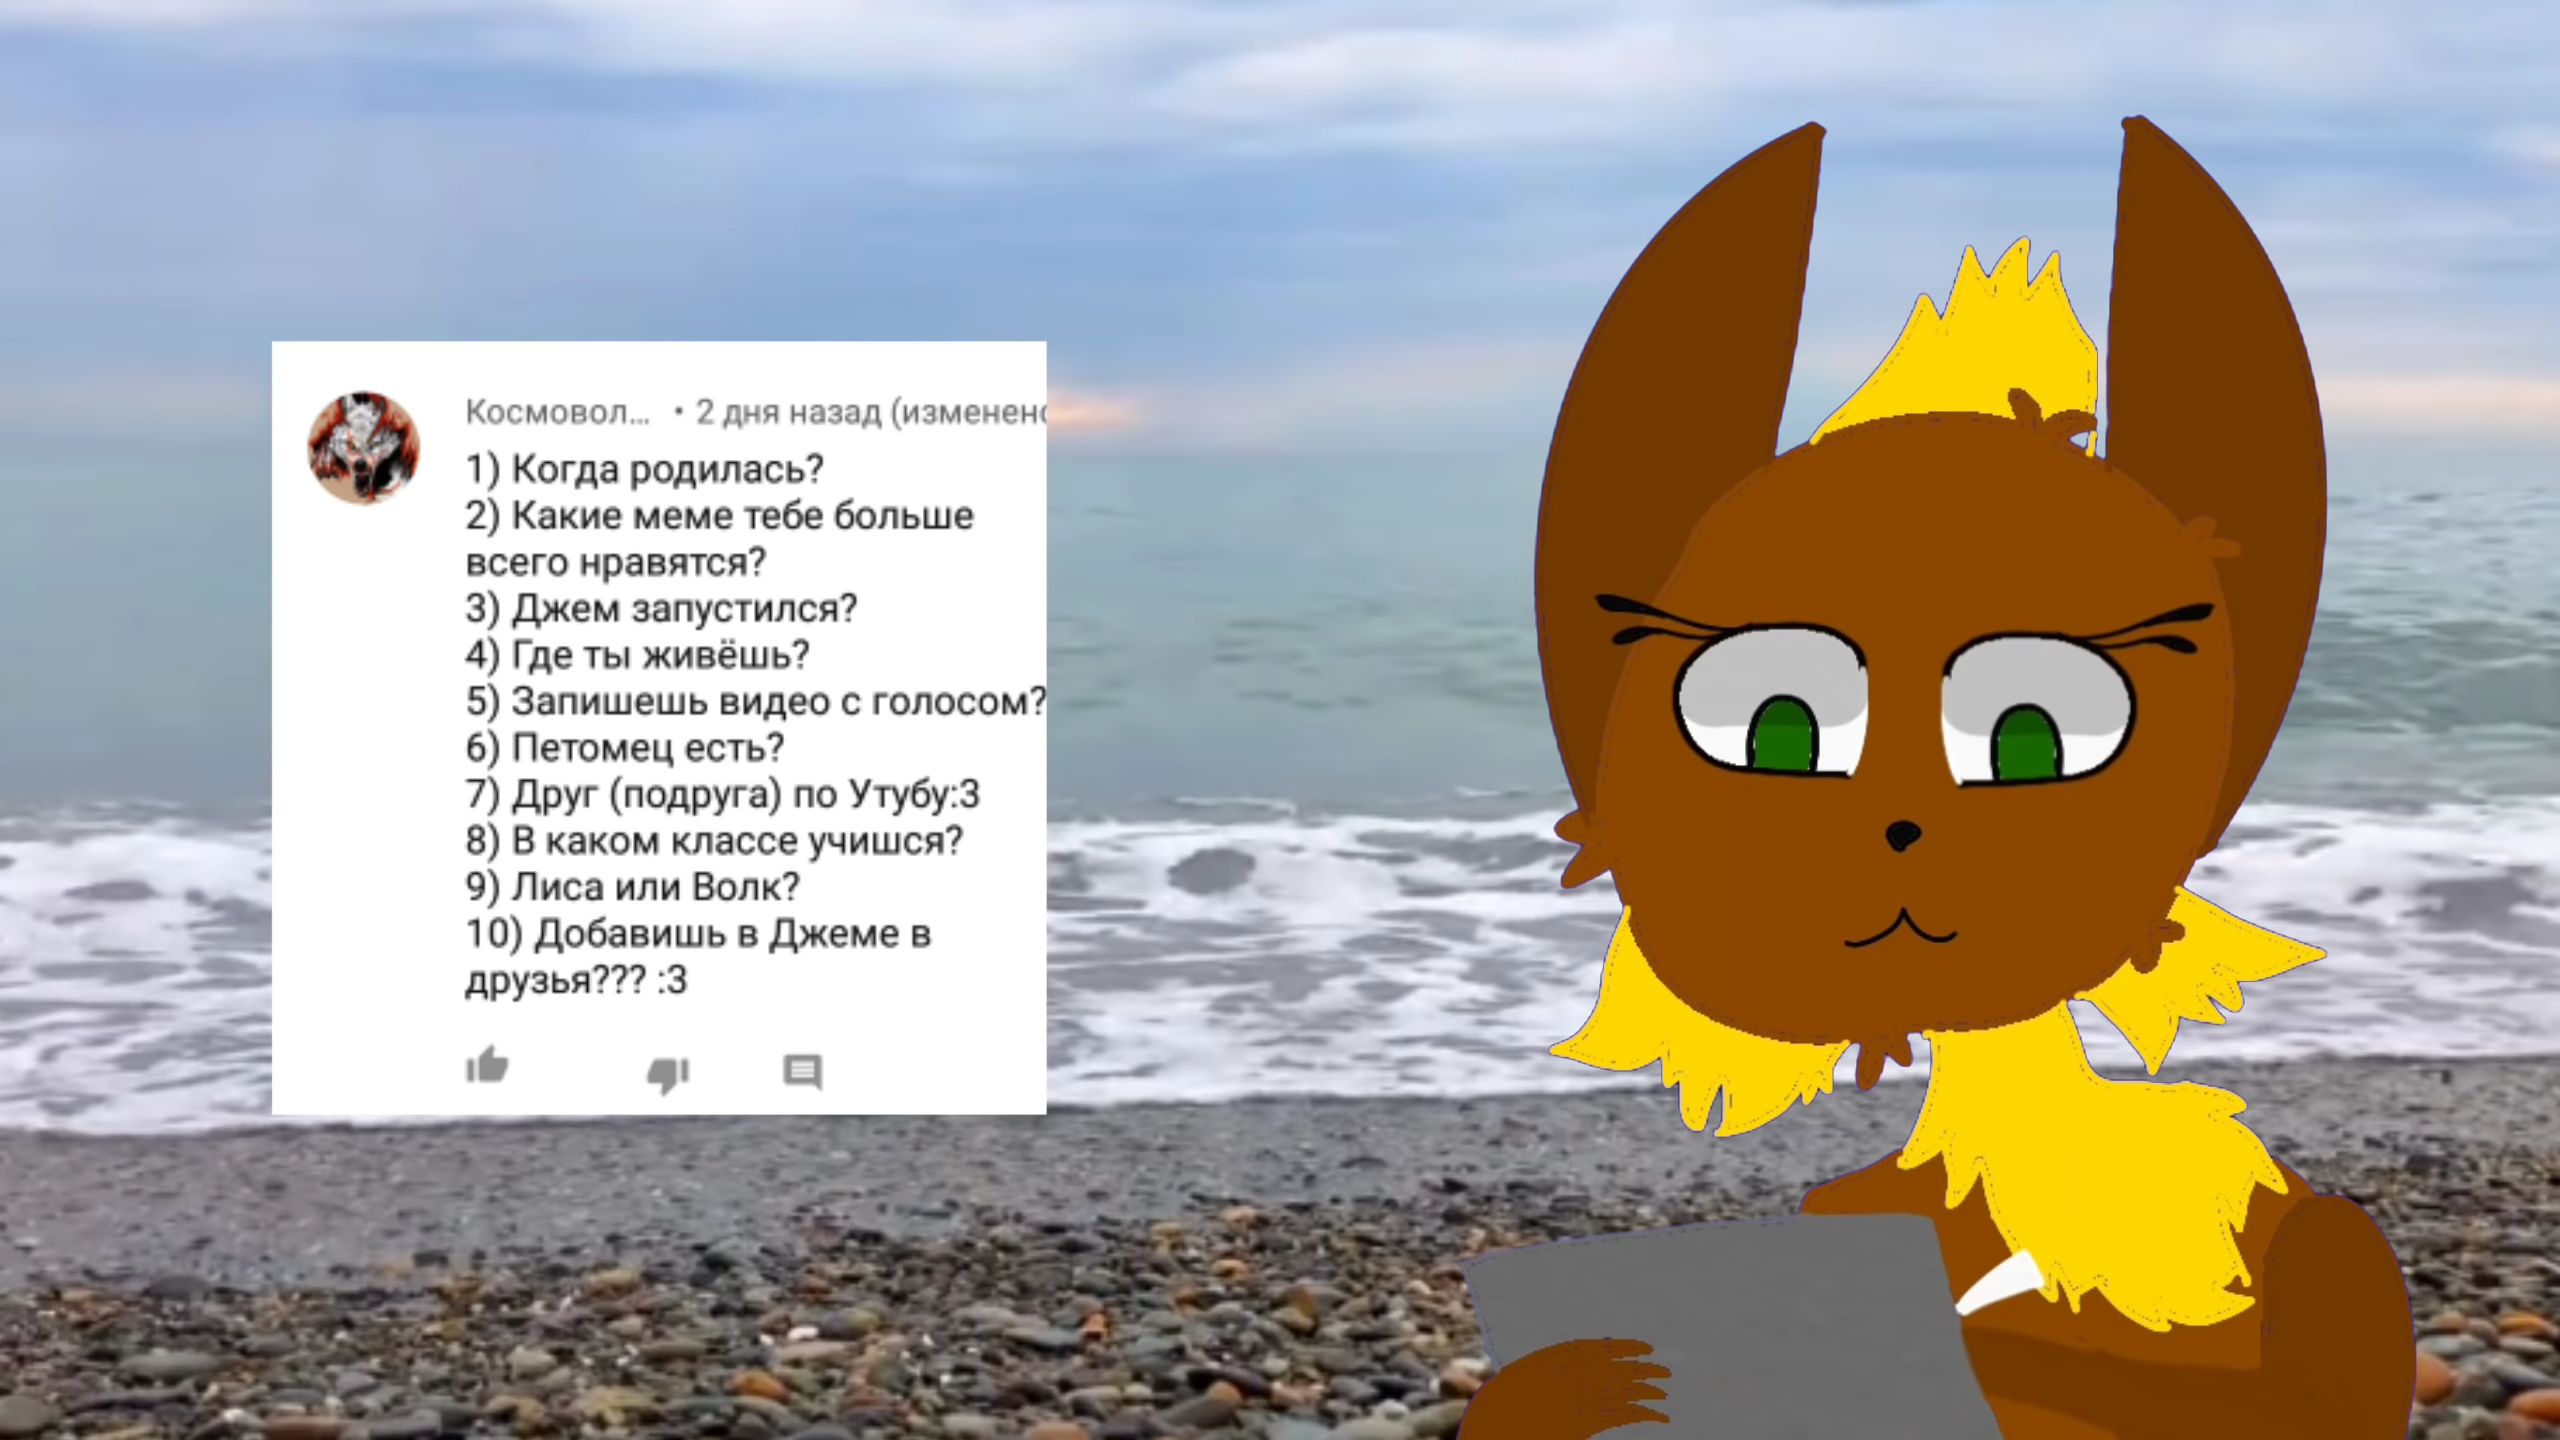 Космовол... • 2 дня назад (изменено
1) Когда родилась?
2) Какие меме тебе больше
всего нравятся?
3) Джем запустился?
4) Где ты живёшь?
5) Запишешь видео с голосом?
6) Петомец есть?
7) Друг (подруга) по Утубу:3
8) В каком классе учишся?
9) Лиса или Волк?
10) Добавишь в Джеме в
друзья??? :3